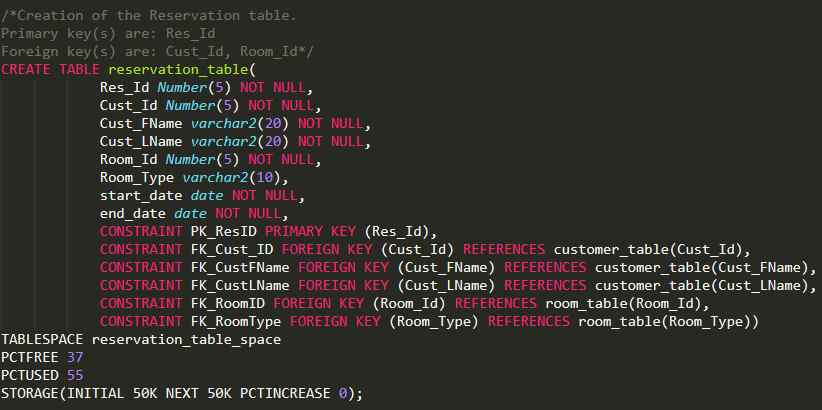 /*Creation of the Reservation table.
Primary key(s) are: Res_Id
Foreign key(s) are: Cust_Id, Room_Id*/
CREATE TABLE reservation_table(
Res_Id Number(5) NOT NULL,
Cust_Id Number(5) NOT NULL,
Cust_FName varchar2(20) NOT NULL,
Cust_LName varchar2(20) NOT NULL,
Room_Id Number(5) NOT NULL,
Room_Type varchar2(10),
start_date date NOT NULL,
end_date date NOT NULL,
CONSTRAINT PK_ResID PRIMARY KEY (Res_Id),
CONSTRAINT FK_Cust_ID FOREIGN KEY (Cust_Id) REFERENCES customer_table(Cust_Id),
CONSTRAINT FK_CustFName FOREIGN KEY (Cust_FName) REFERENCES customer_table(Cust_FName),
CONSTRAINT FK_CustLName FOREIGN KEY (Cust_LName) REFERENCES customer_table(Cust_LName),
CONSTRAINT FK_RoomID FOREIGN KEY (Room_Id) REFERENCES room_table(Room_Id),
CONSTRAINT FK_RoomType FOREIGN KEY (Room_Type) REFERENCES room_table(Room_Type))
TABLESPACE reservation_table_space
PCTFREE 37
PCTUSED 55
STORAGE(INITIAL 50K NEXT 50K PCTINCREASE 0);